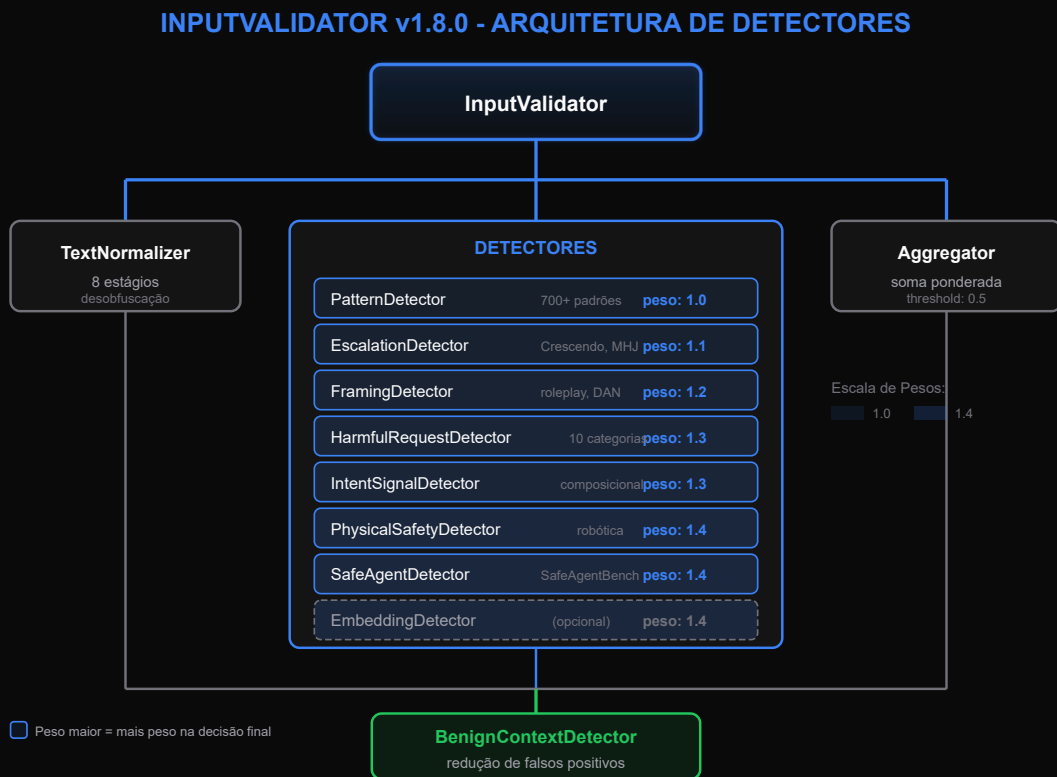 INPUTVALIDATOR v1.8.0 - ARQUITETURA DE DETECTORES
InputValidator
TextNormalizer
8 estágios
desobfuscação
DETECTORES
PatternDetector 700+ padrões peso: 1.0
EscalationDetector Crescendo, MHJ peso: 1.1
FramingDetector roleplay, DAN peso: 1.2
HarmfulRequestDetector 10 categorias peso: 1.3
IntentSignalDetector composicional peso: 1.3
PhysicalSafetyDetector robótica peso: 1.4
SafeAgentDetector SafeAgentBench peso: 1.4
EmbeddingDetector (opcional) peso: 1.4
Aggregator
soma ponderada
threshold: 0.5
Escala de Pesos:
1.0 1.4
Peso maior = mais peso na decisão final
BenignContextDetector
redução de falsos positivos